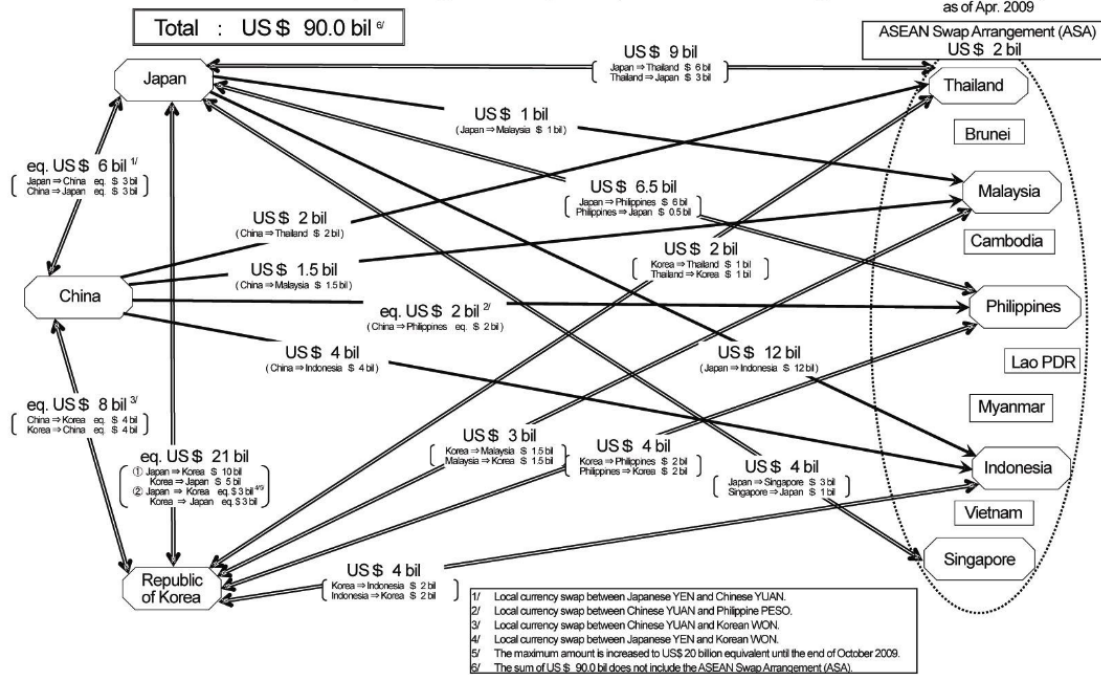 as of Apr. 2009
Total : US $ 90.0 bil 6/
ASEAN Swap Arrangement (ASA)
US $ 2 bil
Japan
US $ 9 bil
Japan ⇒ Thailand $ 6 bil
Thailand ⇒ Japan $ 3 bil
Thailand
Brunei
US $ 1 bil
(Japan ⇒ Malaysia $ 1 bil)
eq. US $ 6 bil 1/
Japan ⇒ China eq. $ 3 bil
China ⇒ Japan eq. $ 3 bil
US $ 6.5 bil
Japan ⇒ Philippines $ 6 bil
Philippines ⇒ Japan $ 0.5 bil
Malaysia
US $ 2 bil
(China ⇒ Thailand $ 2 bil)
US $ 2 bil
Korea ⇒ Thailand $ 1 bil
Thailand ⇒ Korea $ 1 bil
Cambodia
US $ 1.5 bil
(China ⇒ Malaysia $ 1.5 bil)
China
eq. US $ 2 bil 2/
(China ⇒ Philippines eq. $ 2 bil)
Philippines
US $ 4 bil
(China ⇒ Indonesia $ 4 bil)
US $ 12 bil
(Japan ⇒ Indonesia $ 12 bil)
Lao PDR
eq. US $ 8 bil 3/
China ⇒ Korea eq. $ 4 bil
Korea ⇒ China eq. $ 4 bil
Myanmar
eq. US $ 21 bil
① Japan ⇒ Korea $ 10 bil
Korea ⇒ Japan $ 5 bil
② Japan ⇒ Korea eq. $ 3 bil 4/5/
Korea ⇒ Japan eq. $ 3 bil
US $ 3 bil
Korea ⇒ Malaysia $ 1.5 bil
Malaysia ⇒ Korea $ 1.5 bil
US $ 4 bil
Korea ⇒ Philippines $ 2 bil
Philippines ⇒ Korea $ 2 bil
US $ 4 bil
Japan ⇒ Singapore $ 3 bil
Singapore ⇒ Japan $ 1 bil
Indonesia
Vietnam
Singapore
Republic
of Korea
US $ 4 bil
Korea ⇒ Indonesia $ 2 bil
Indonesia ⇒ Korea $ 2 bil
1/ Local currency swap between Japanese YEN and Chinese YUAN.
2/ Local currency swap between Chinese YUAN and Philippine PESO.
3/ Local currency swap between Chinese YUAN and Korean WON.
4/ Local currency swap between Japanese YEN and Korean WON.
5/ The maximum amount is increased to US$ 20 billion equivalent until the end of October 2009.
6/ The sum of US $ 90.0 bil does not include the ASEAN Swap Arrangement (ASA).